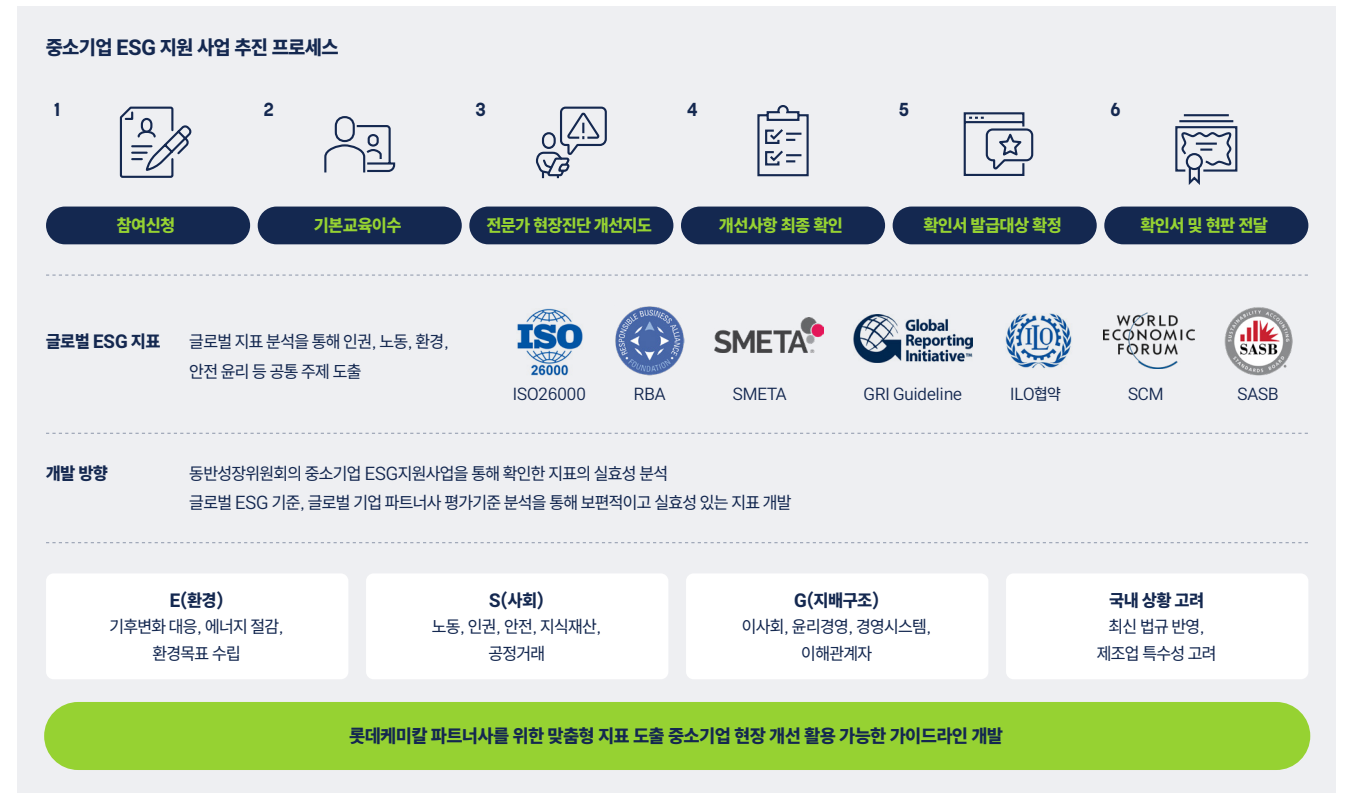 중소기업 ESG 지원 사업 추진 프로세스
1
2
3
4
5
6
참여신청
기본교육이수
전문가 현장진단 개선지도
개선사항 최종 확인
확인서 발급대상 확정
확인서 및 현판 전달
글로벌 ESG 지표
글로벌 지표 분석을 통해 인권, 노동, 환경,
안전 윤리 등 공통 주제 도출
ISO
26000
ISO26000
RESPONSIBLE BUSINESS ALLIANCE
FOUNDATION
RBA
SMETA
SMETA
Global
Reporting
Initiative™
GRI Guideline
ILO
ILO협약
WORLD
ECONOMIC
FORUM
SCM
SUSTAINABILITY ACCOUNTING
SASB
STANDARDS BOARD
SASB
개발 방향
동반성장위원회의 중소기업 ESG지원사업을 통해 확인한 지표의 실효성 분석
글로벌 ESG 기준, 글로벌 기업 파트너사 평가기준 분석을 통해 보편적이고 실효성 있는 지표 개발
E(환경)
기후변화 대응, 에너지 절감,
환경목표 수립
S(사회)
노동, 인권, 안전, 지식재산,
공정거래
G(지배구조)
이사회, 윤리경영, 경영시스템,
이해관계자
국내 상황 고려
최신 법규 반영,
제조업 특수성 고려
롯데케미칼 파트너사를 위한 맞춤형 지표 도출 중소기업 현장 개선 활용 가능한 가이드라인 개발